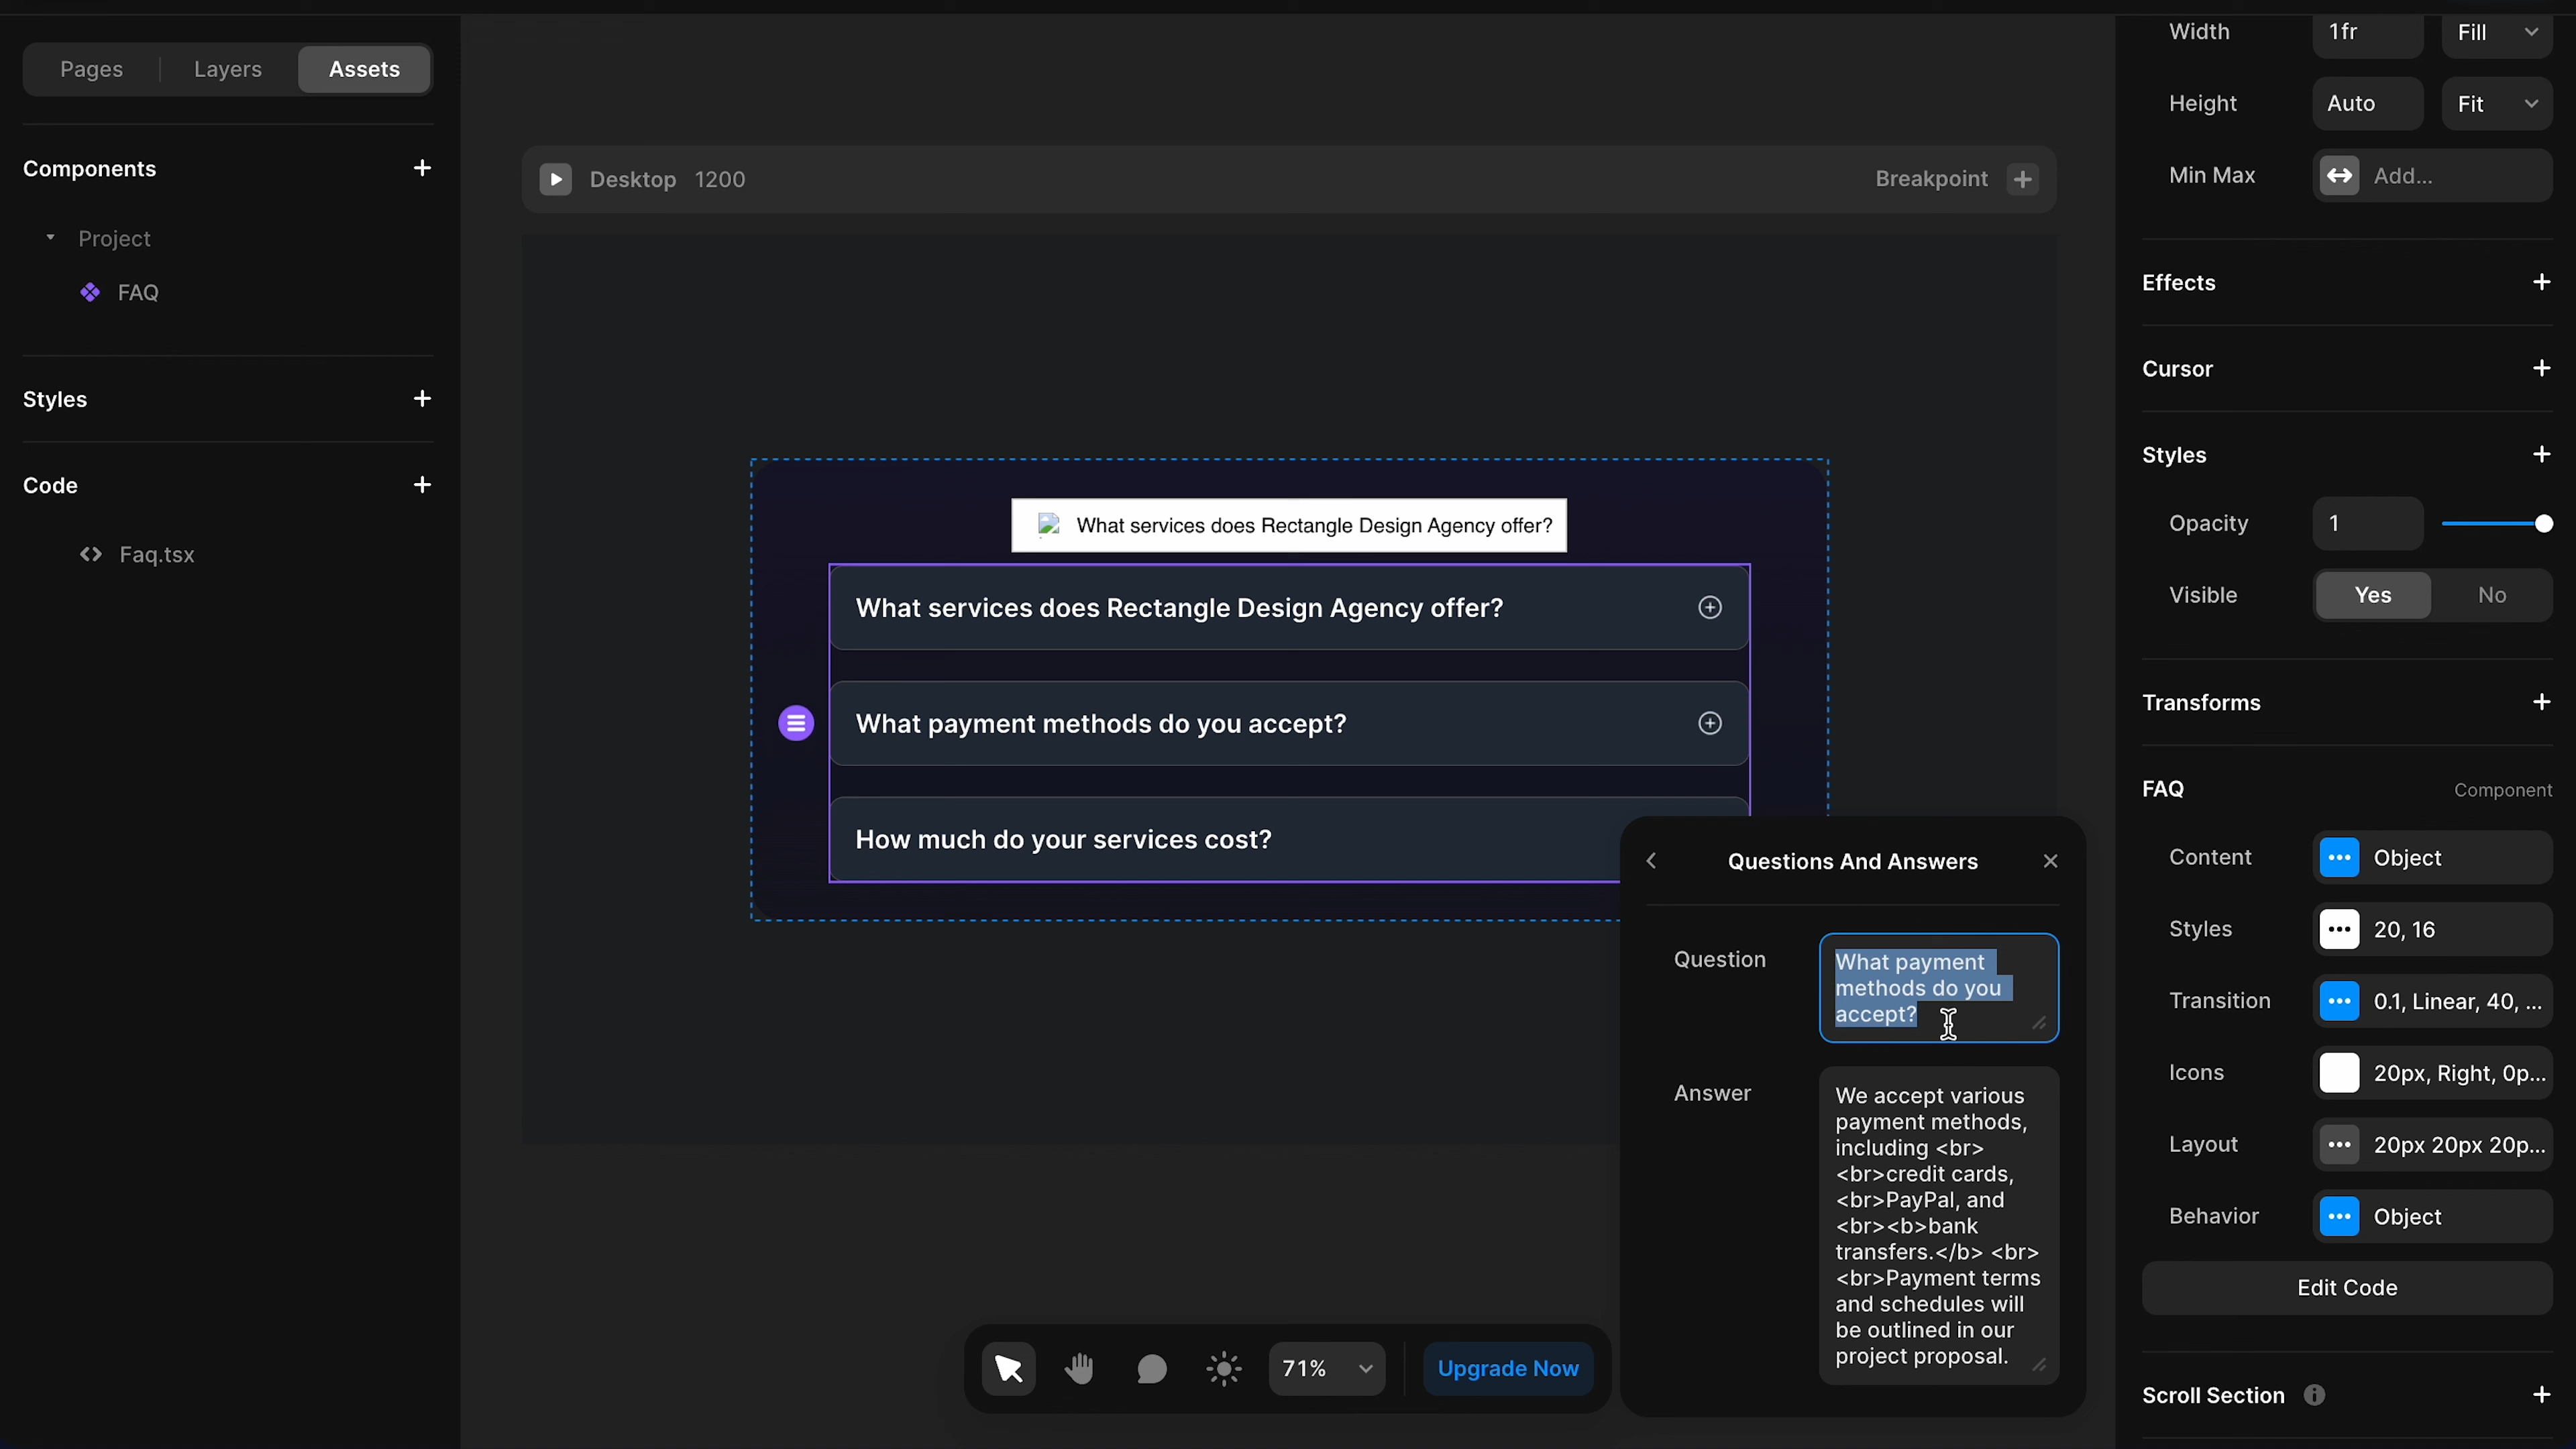 Pages
Layers
Assets
Components
Project
FAQ
Styles
Code
Faq.tsx
Desktop 1200
Breakpoint
What services does Rectangle Design Agency offer?
What services does Rectangle Design Agency offer?
What payment methods do you accept?
How much do your services cost?
Questions And Answers
Question
What payment
methods do you
accept?
Answer
We accept various
payment methods,
including <br>
<br>credit cards,
<br>PayPal, and
<br><b>bank
transfers.</b> <br>
<br>Payment terms
and schedules will
be outlined in our
project proposal.
71%
Upgrade Now
Width 1fr Fill
Height Auto Fit
Min Max Add...
Effects
Cursor
Styles
Opacity 1
Visible Yes No
Transforms
FAQ Component
Content Object
Styles 20, 16
Transition 0.1, Linear, 40, ...
Icons 20px, Right, 0p...
Layout 20px 20px 20p...
Behavior Object
Edit Code
Scroll Section